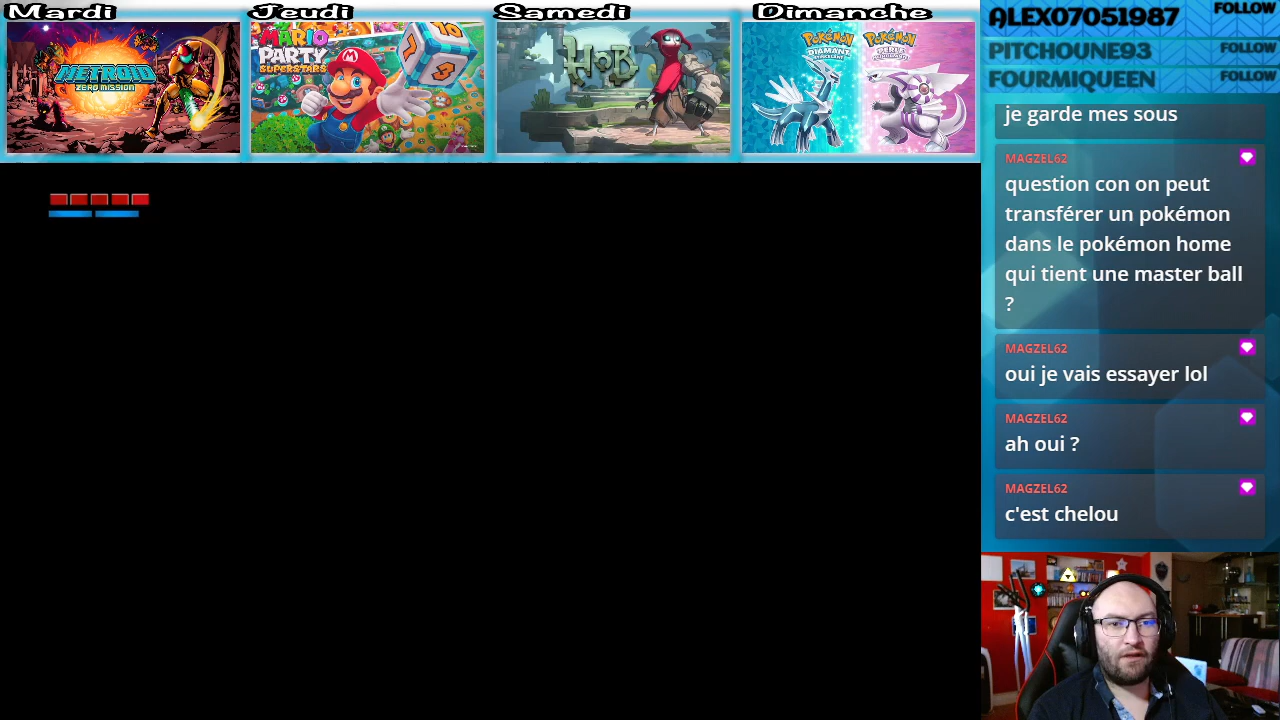 Mardi
Jeudi
Samedi
Dimanche
METROID
ZERO MISSION
MARIO
PARTY
SUPERSTARS
HOB
POKÉMON
DIAMANT
POKÉMON
PERLE
ALEX07051987
FOLLOW
PITCHOUNE93
FOLLOW
FOURMIQUEEN
FOLLOW
je garde mes sous
MAGZEL62
question con on peut
transférer un pokémon
dans le pokémon home
qui tient une master ball
?
MAGZEL62
oui je vais essayer lol
MAGZEL62
ah oui ?
MAGZEL62
c'est chelou